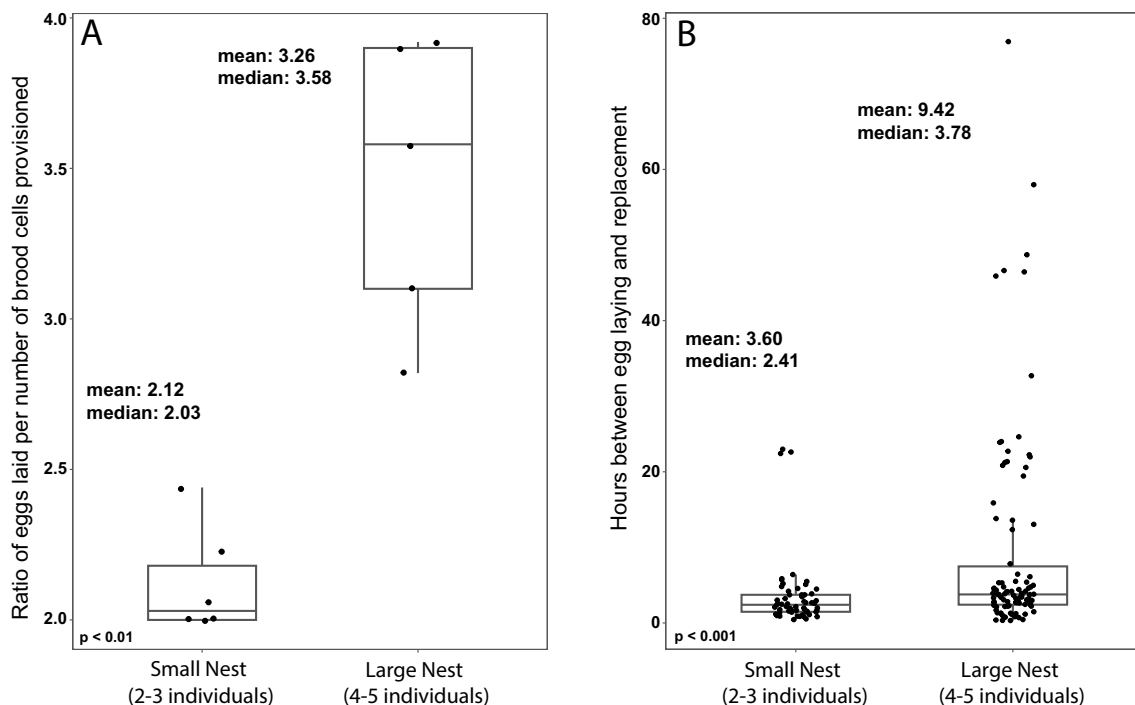 A
Ratio of eggs laid per number of brood cells provisioned
4.0
3.5
3.0
2.5
2.0
mean: 3.26
median: 3.58
mean: 2.12
median: 2.03
p < 0.01
Small Nest
(2-3 individuals)
Large Nest
(4-5 individuals)
B
Hours between egg laying and replacement
80
60
40
20
0
mean: 9.42
median: 3.78
mean: 3.60
median: 2.41
p < 0.001
Small Nest
(2-3 individuals)
Large Nest
(4-5 individuals)